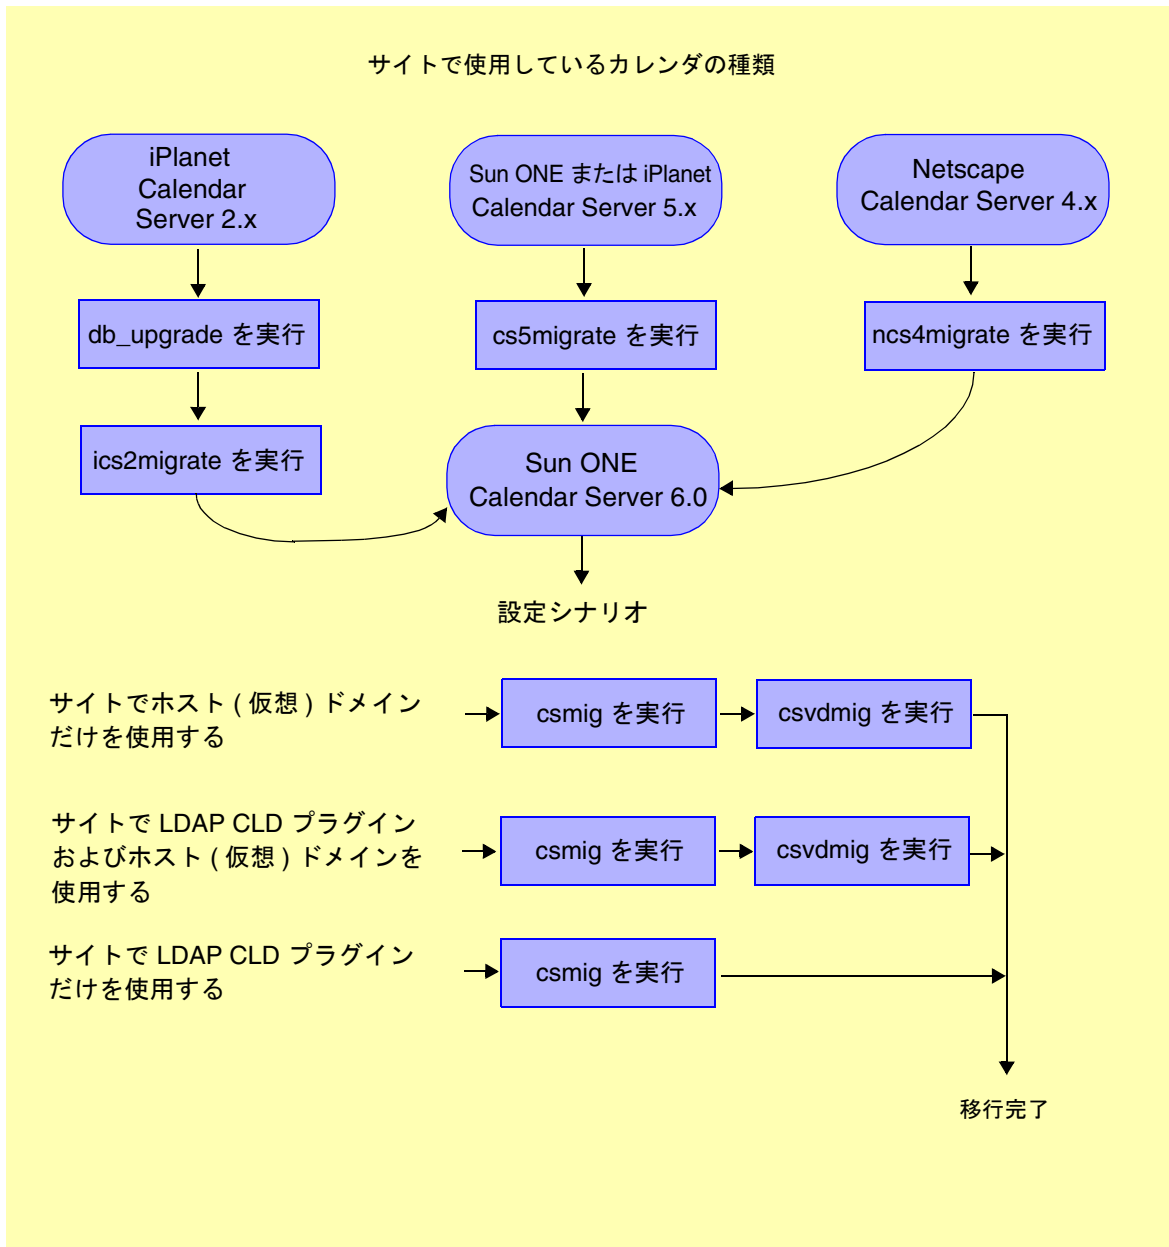 サイトで使用しているカレンダの種類
iPlanet
Calendar
Server 2.x
Sun ONE または iPlanet
Calendar Server 5.x
Netscape
Calendar Server 4.x
db_upgrade を実行
cs5migrate を実行
ncs4migrate を実行
ics2migrate を実行
Sun ONE
Calendar Server 6.0
設定シナリオ
サイトでホスト ( 仮想 ) ドメイン
だけを使用する
csmig を実行
csvdmig を実行
サイトで LDAP CLD プラグイン
およびホスト ( 仮想 ) ドメインを
使用する
csmig を実行
csvdmig を実行
サイトで LDAP CLD プラグイン
だけを使用する
csmig を実行
移行完了